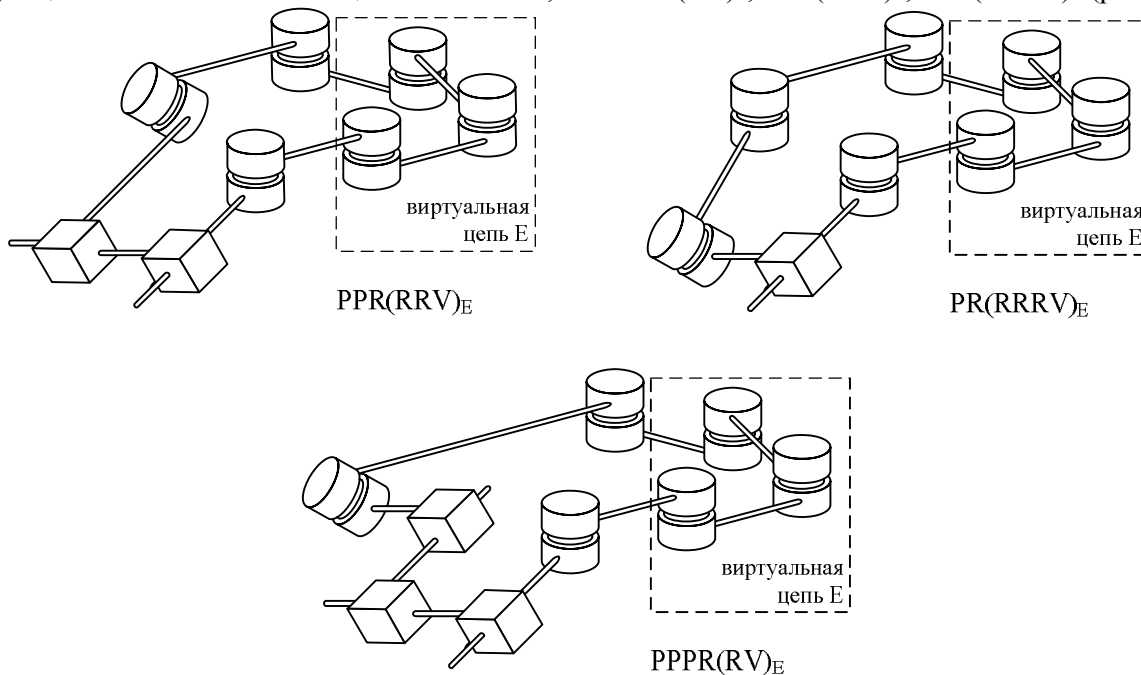 виртуальная
цепь Е
PPR(RRV)E
виртуальная
цепь Е
PR(RRRV)E
виртуальная
цепь Е
PPPR(RV)E